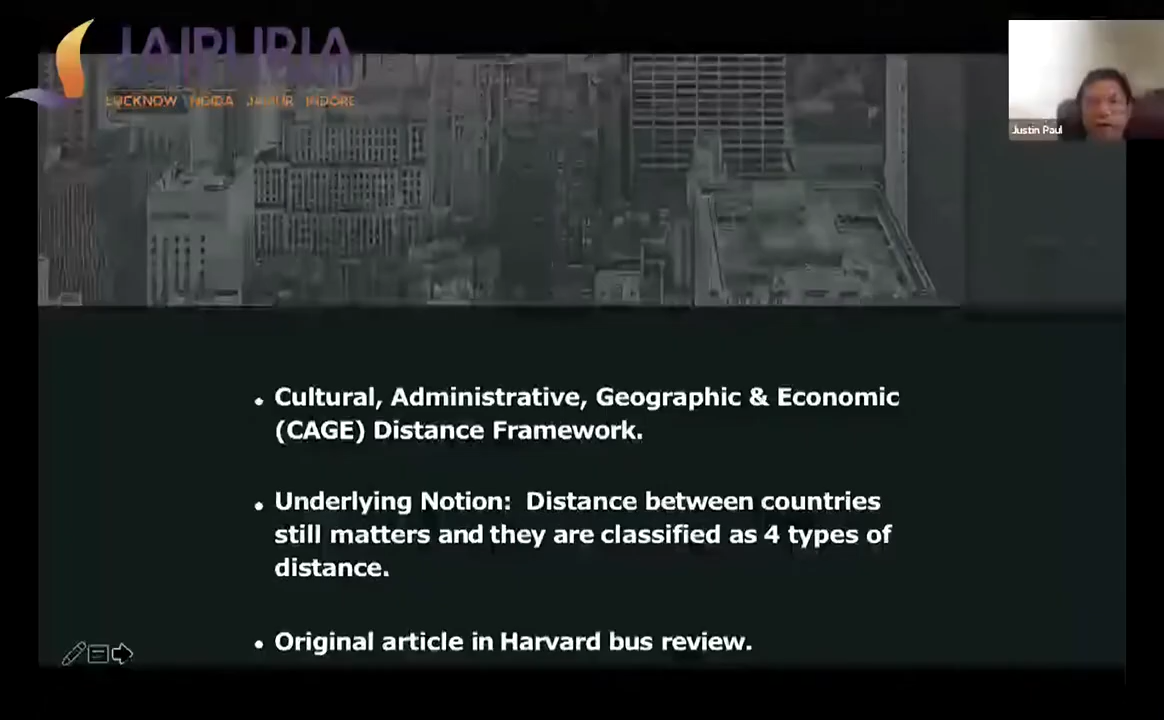 JAIPURIA
LUCKNOW NOIDA JAIPUR INDORE
Justin Paul
• Cultural, Administrative, Geographic & Economic
(CAGE) Distance Framework.
• Underlying Notion: Distance between countries
still matters and they are classified as 4 types of
distance.
• Original article in Harvard bus review.